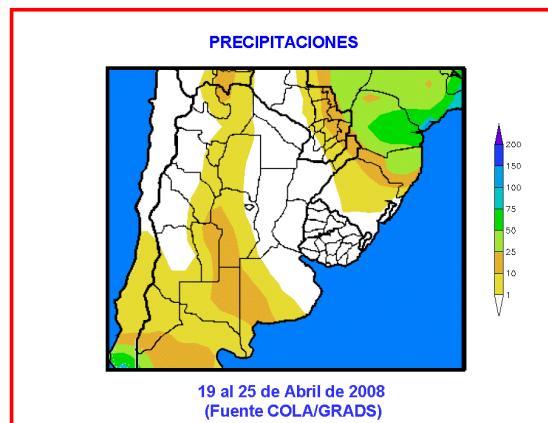 PRECIPITACIONES
200
150
100
75
50
25
10
1
19 al 25 de Abril de 2008
(Fuente COLA/GRADS)